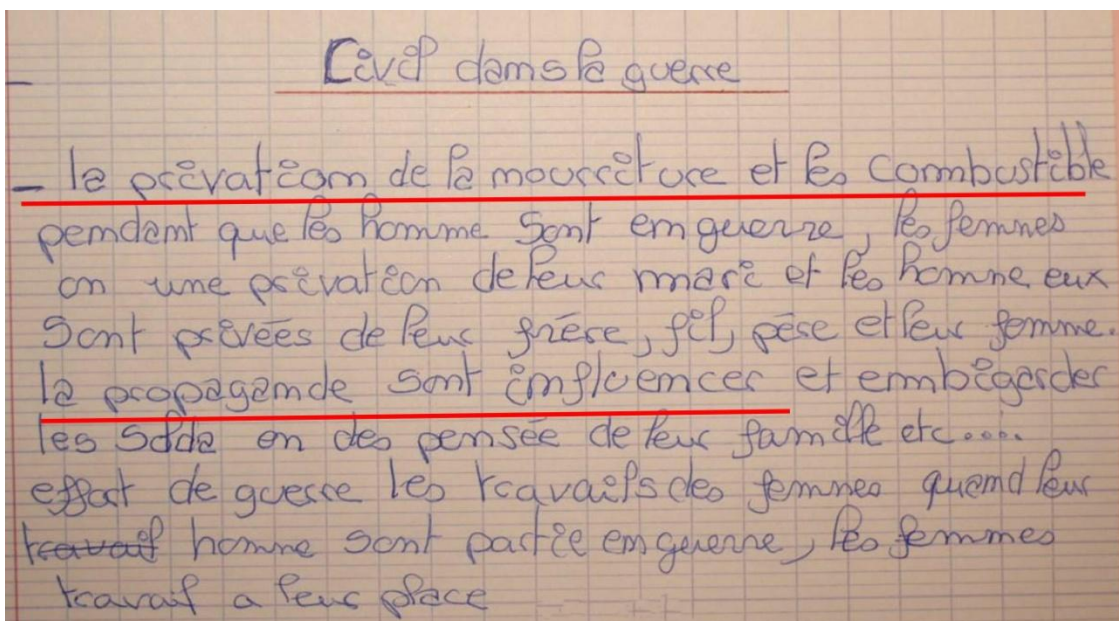 Civil dans la guerre
- la privation de la nourriture et les combustible
pendant que les homme sont en guerre, les femmes
on une privation de leur mari et les homme eux
sont privées de leur frère, fil, père et leur femme.
la propagande sont influencer et embigarder
les solda on des pensée de leur famille etc....
effort de guerre les travails des femmes quand leur
travail homme sont partie en guerre, les femmes
travail a leur place